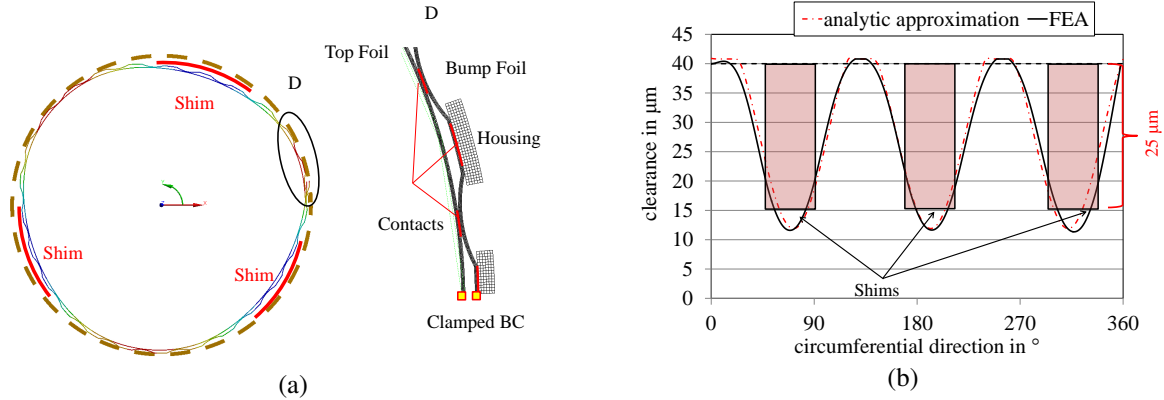 D
Shim
D
Shim
Shim
(a)
D
Top Foil
Bump Foil
Housing
Contacts
Clamped BC
analytic approximation
FEA
clearance in µm
45
40
35
30
25
20
15
10
5
0
25 µm
Shims
0
90
180
270
360
circumferential direction in °
(b)